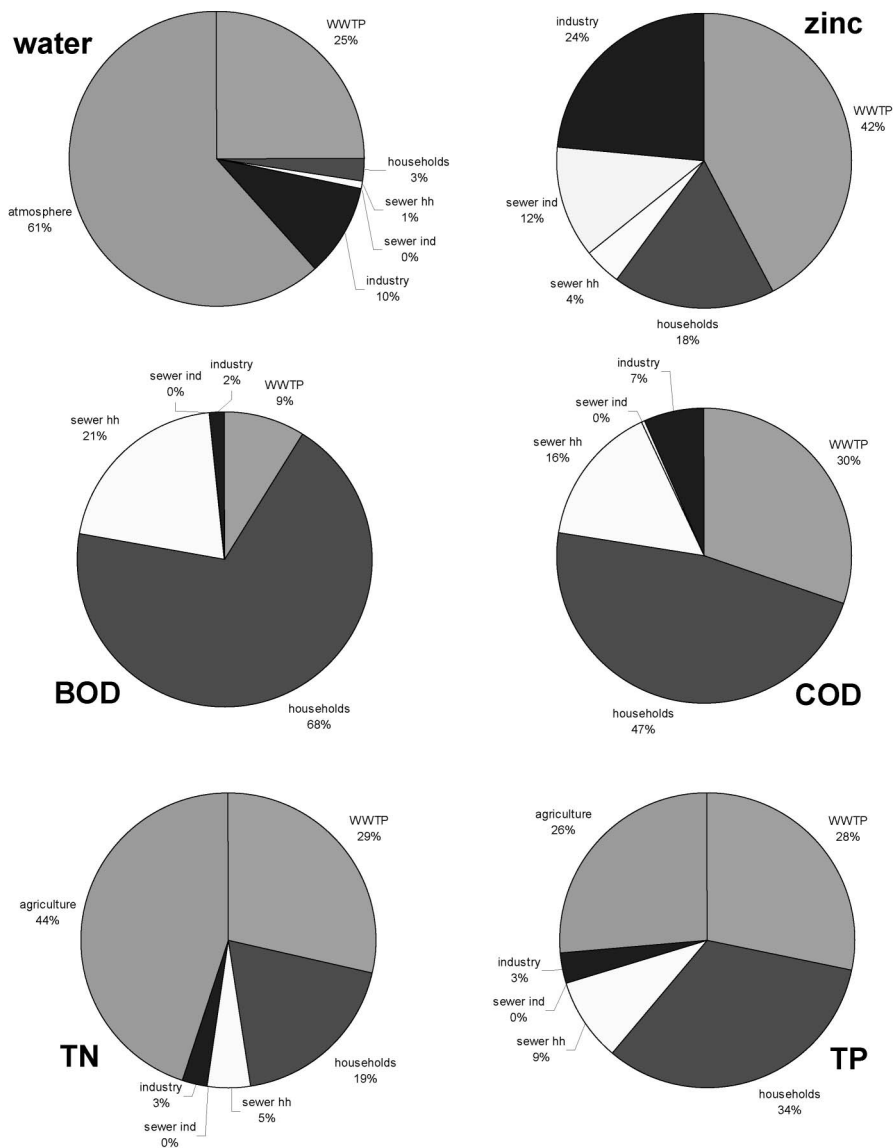 water
WWTP
25%
households
3%
sewer hh
1%
sewer ind
0%
industry
10%
atmosphere
61%
zinc
industry
24%
WWTP
42%
sewer ind
12%
sewer hh
4%
households
18%
BOD
industry
2%
sewer ind
0%
WWTP
9%
sewer hh
21%
households
68%
COD
industry
7%
sewer ind
0%
WWTP
30%
sewer hh
16%
households
47%
TN
WWTP
29%
agriculture
44%
households
19%
industry
3%
sewer hh
5%
sewer ind
0%
TP
agriculture
26%
WWTP
28%
industry
3%
sewer ind
0%
sewer hh
9%
households
34%